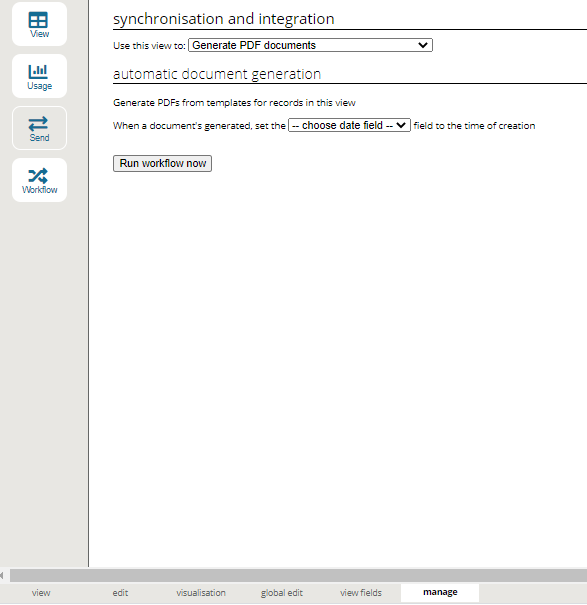 View
Usage
Send
Workflow
synchronisation and integration
Use this view to: Generate PDF documents
automatic document generation
Generate PDFs from templates for records in this view
When a document's generated, set the -- choose date field -- field to the time of creation
Run workflow now
view edit visualisation global edit view fields manage